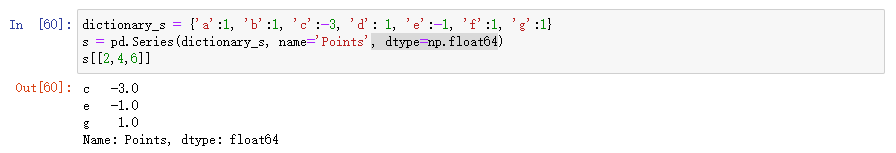 In [60]: dictionary_s = {'a':1, 'b':1, 'c':-3, 'd': 1, 'e':-1, 'f':1, 'g':1}
s = pd.Series(dictionary_s, name='Points', dtype=np.float64)
s[[2,4,6]]
Out[60]: c -3.0
e -1.0
g 1.0
Name: Points, dtype: float64